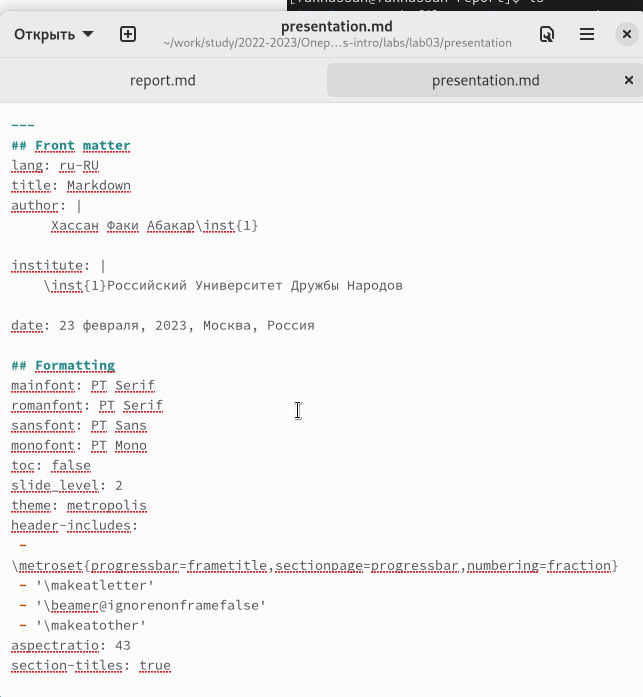 Открыть
presentation.md
~/work/study/2022-2023/Опер…s-intro/labs/lab03/presentation
report.md
presentation.md
---
## Front matter
lang: ru-RU
title: Markdown
author: |
Хассан Факи Абакар\inst{1}
institute: |
\inst{1}Российский Университет Дружбы Народов
date: 23 февраля, 2023, Москва, Россия
## Formatting
mainfont: PT Serif
romanfont: PT Serif
sansfont: PT Sans
monofont: PT Mono
toc: false
slide_level: 2
theme: metropolis
header-includes:
-
\metroset{progressbar=frametitle,sectionpage=progressbar,numbering=fraction}
- '\makeatletter'
- '\beamer@ignorenonframefalse'
- '\makeatother'
aspectratio: 43
section-titles: true